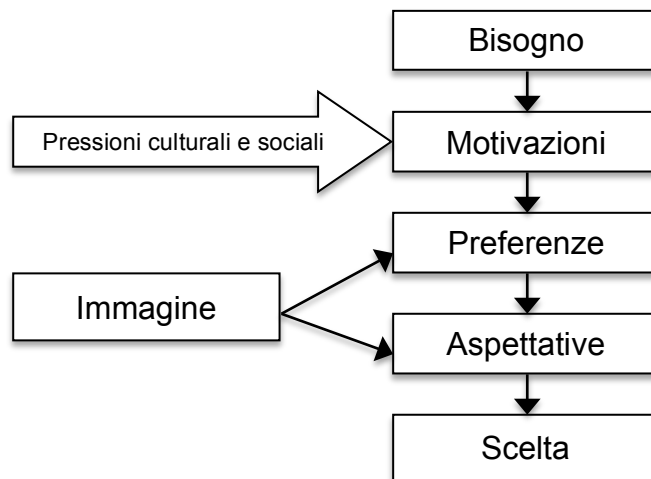 Bisogno
Pressioni culturali e sociali
Motivazioni
Preferenze
Immagine
Aspettative
Scelta